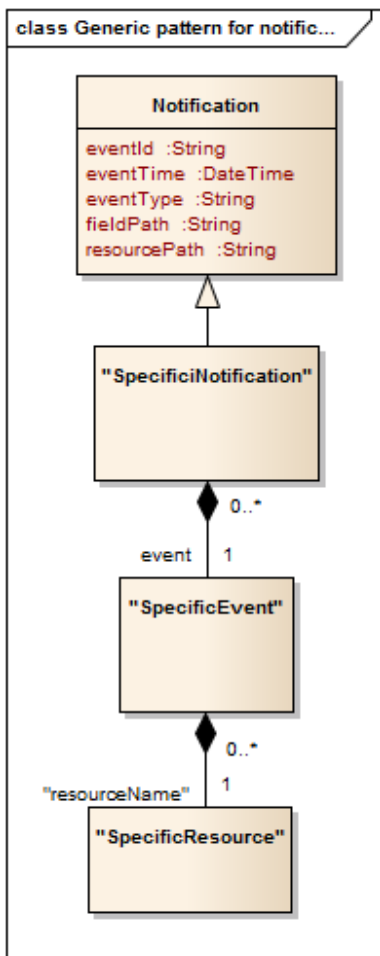 class Generic pattern for notific...
Notification
eventId :String
eventTime :DateTime
eventType :String
fieldPath :String
resourcePath :String
"SpecificiNotification"
0..*
event 1
"SpecificEvent"
0..*
1
"resourceName"
"SpecificResource"